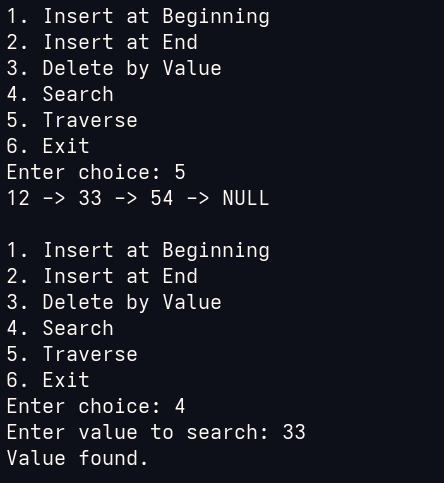 1. Insert at Beginning
2. Insert at End
3. Delete by Value
4. Search
5. Traverse
6. Exit
Enter choice: 5
12 -> 33 -> 54 -> NULL
1. Insert at Beginning
2. Insert at End
3. Delete by Value
4. Search
5. Traverse
6. Exit
Enter choice: 4
Enter value to search: 33
Value found.